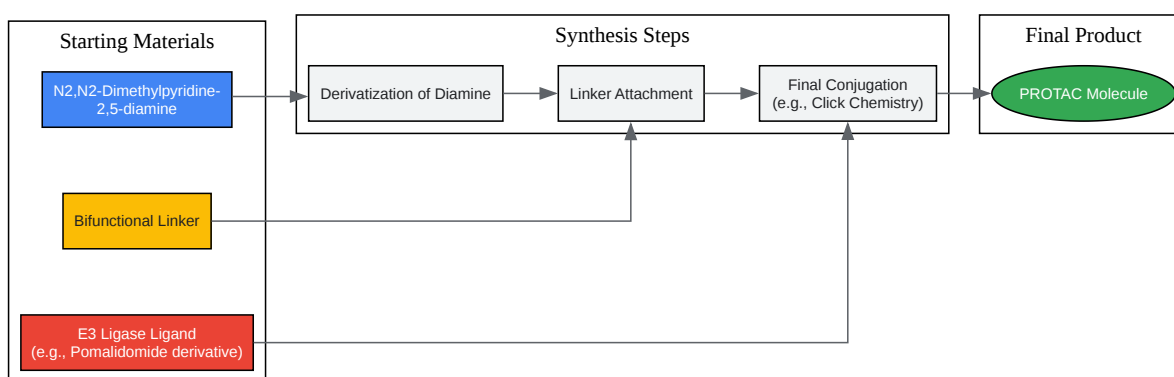 Starting Materials
N2,N2-Dimethylpyridine-
2,5-diamine
Bifunctional Linker
E3 Ligase Ligand
(e.g., Pomalidomide derivative)
Synthesis Steps
Derivatization of Diamine
Linker Attachment
Final Conjugation
(e.g., Click Chemistry)
Final Product
PROTAC Molecule